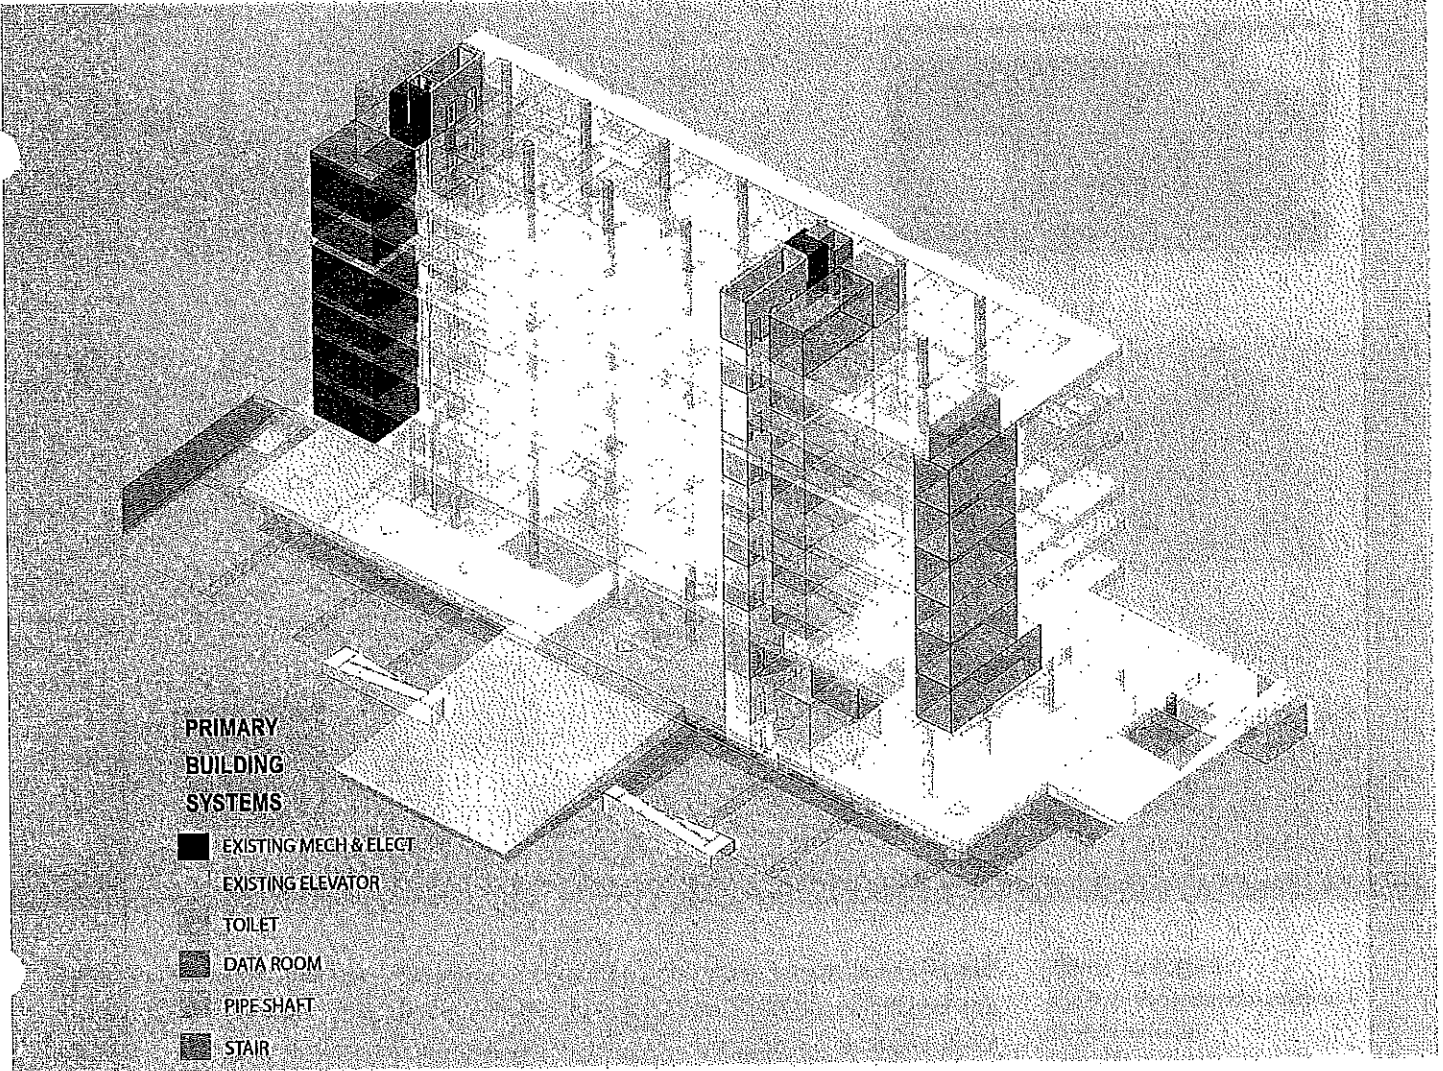 PRIMARY
BUILDING
SYSTEMS
EXISTING MECH & ELECT
EXISTING ELEVATOR
TOILET
DATA ROOM
PIPE SHAFT
STAIR